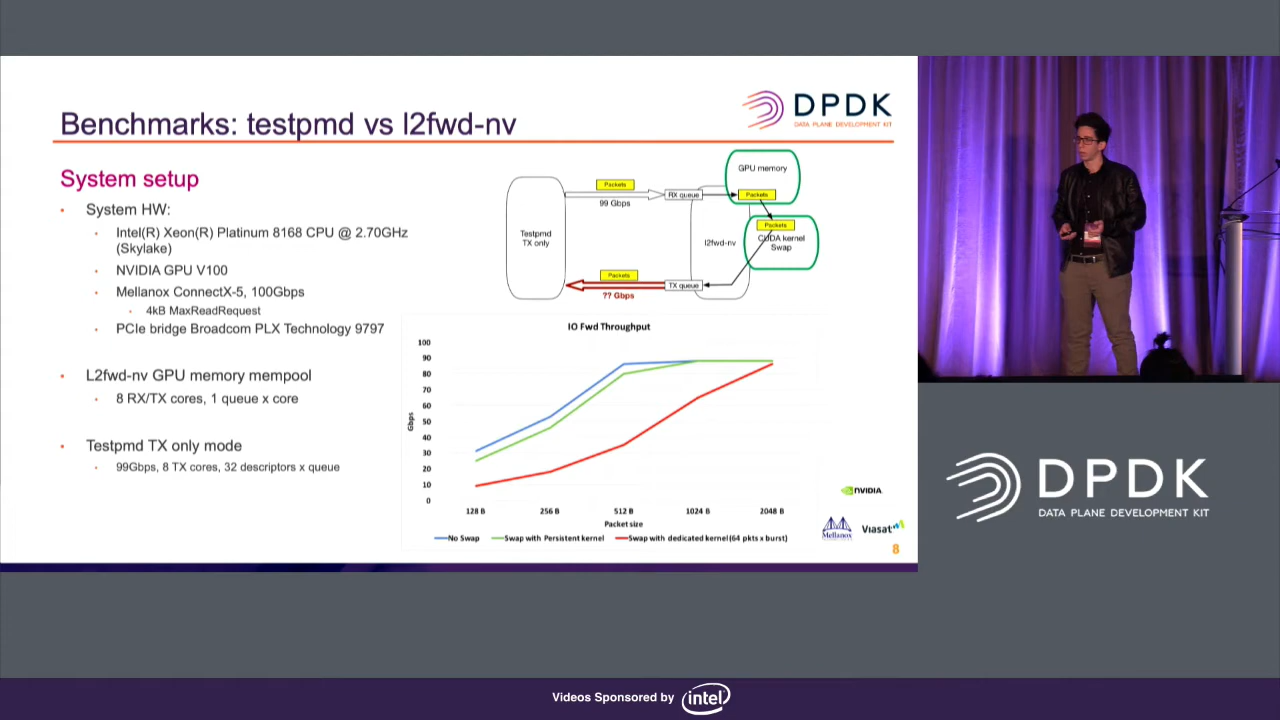 Benchmarks: testpmd vs l2fwd-nv
DPDK
DATA PLANE DEVELOPMENT KIT
System setup
• System HW:
• Intel(R) Xeon(R) Platinum 8168 CPU @ 2.70GHz
(Skylake)
• NVIDIA GPU V100
• Mellanox ConnectX-5, 100Gbps
• 4kB MaxReadRequest
• PCIe bridge Broadcom PLX Technology 9797
• L2fwd-nv GPU memory mempool
• 8 RX/TX cores, 1 queue x core
• Testpmd TX only mode
• 99Gbps, 8 TX cores, 32 descriptors x queue
GPU memory
Packets
RX queue
Packets
99 Gbps
Packets
Testpmd
TX only
l2fwd-nv
CUDA kernel
Swap
Packets
TX queue
?? Gbps
IO Fwd Throughput
100
90
80
70
60
50
40
30
20
10
0
Gbps
128 B
256 B
512 B
1024 B
2048 B
Packet size
No Swap
Swap with Persistent kernel
Swap with dedicated kernel(64 pkts x burst)
NVIDIA
Mellanox
Viasat
8
DPDK
DATA PLANE DEVELOPMENT KIT
Videos Sponsored by
intel